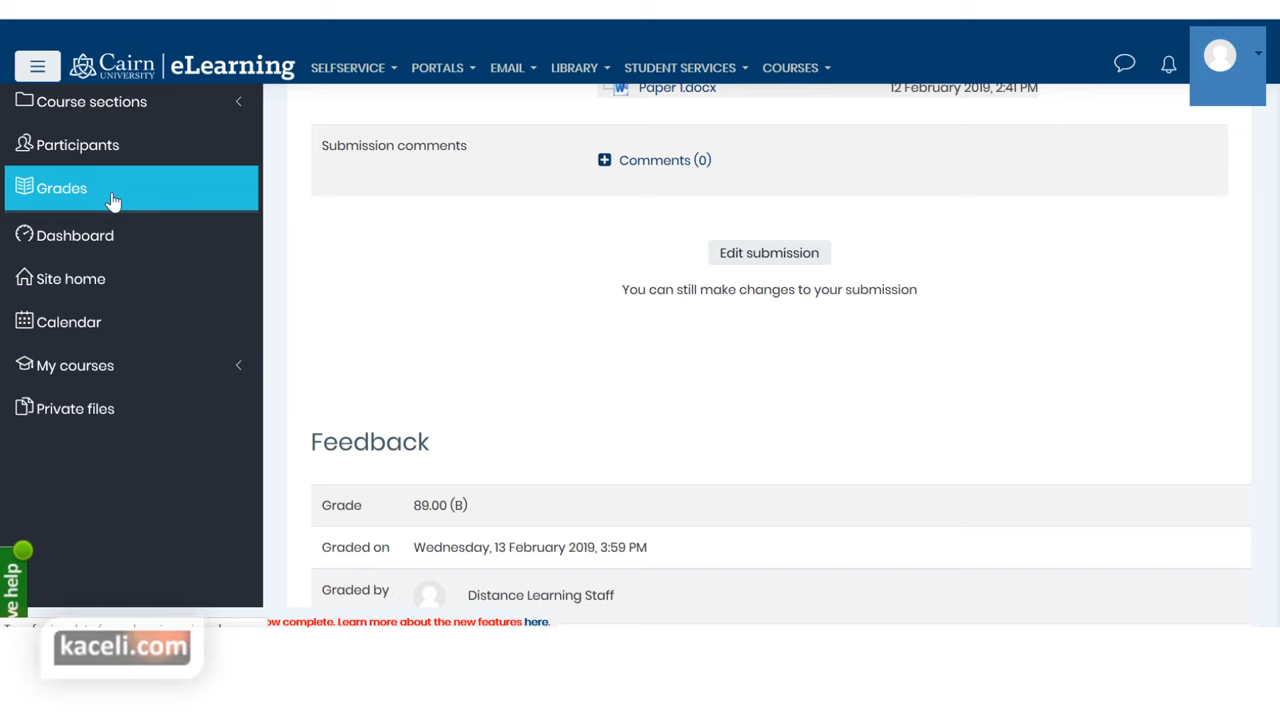 Cairn UNIVERSITY eLearning SELFSERVICE PORTALS EMAIL LIBRARY STUDENT SERVICES COURSES
Course sections
Participants
Grades
Dashboard
Site home
Calendar
My courses
Private files
Paper 1.docx 12 February 2019, 2:41 PM
Submission comments Comments (0)
Edit submission
You can still make changes to your submission
Feedback
Grade 89.00 (B)
Graded on Wednesday, 13 February 2019, 3:59 PM
Graded by Distance Learning Staff
ve help
ow complete. Learn more about the new features here.
kaceli.com